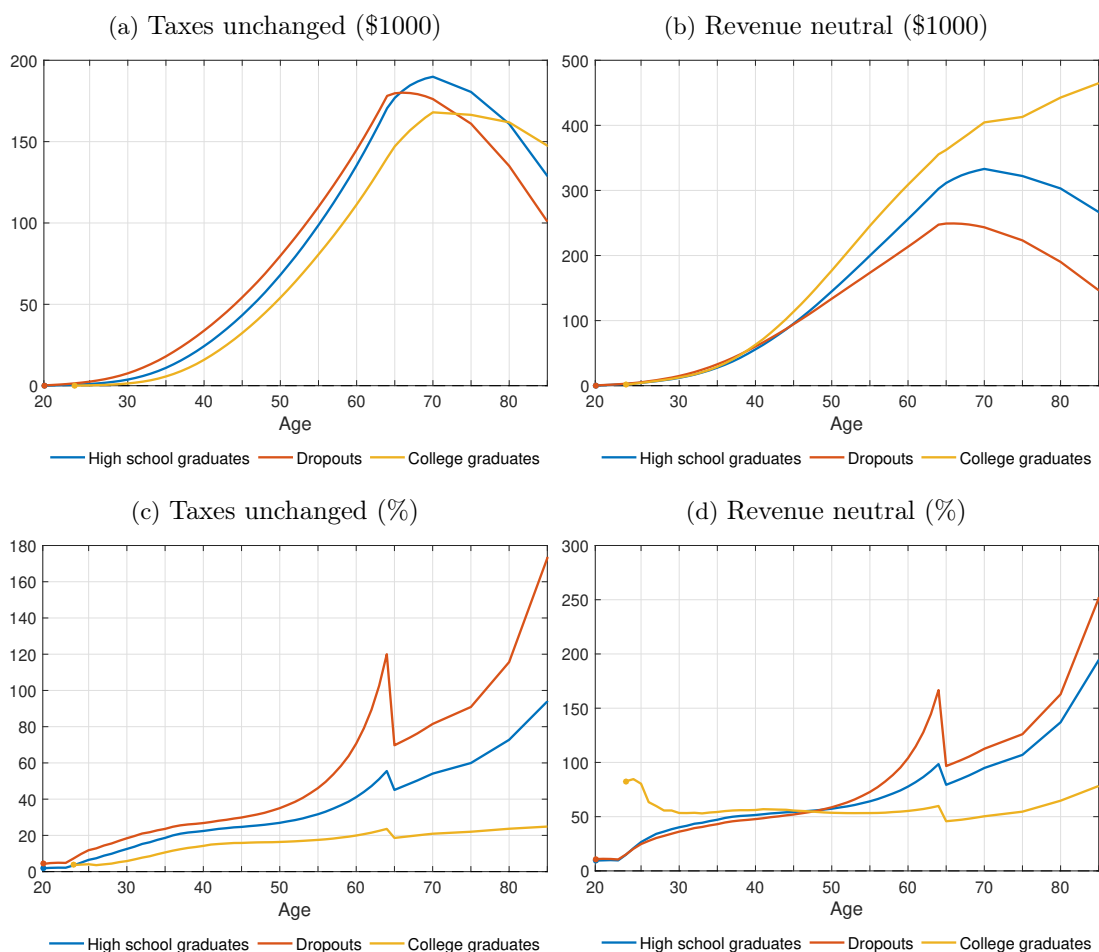 (a) Taxes unchanged ($1000)
200
150
100
50
0
20 30 40 50 60 70 80
Age
High school graduates Dropouts College graduates
(b) Revenue neutral ($1000)
500
400
300
200
100
0
20 30 40 50 60 70 80
Age
High school graduates Dropouts College graduates
(c) Taxes unchanged (%)
180
160
140
120
100
80
60
40
20
0
20 30 40 50 60 70 80
Age
High school graduates Dropouts College graduates
(d) Revenue neutral (%)
300
250
200
150
100
50
0
20 30 40 50 60 70 80
Age
High school graduates Dropouts College graduates